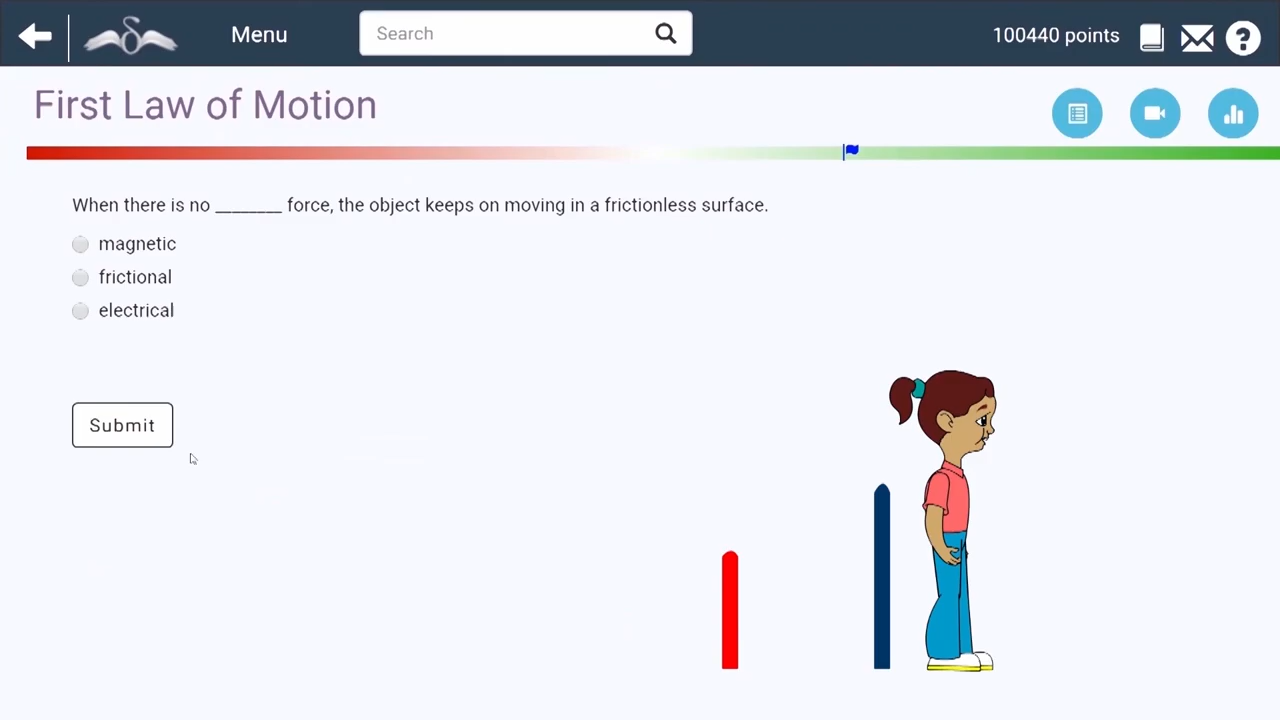 Menu
Search
100440 points
?
First Law of Motion
When there is no ________ force, the object keeps on moving in a frictionless surface.
magnetic
frictional
electrical
Submit